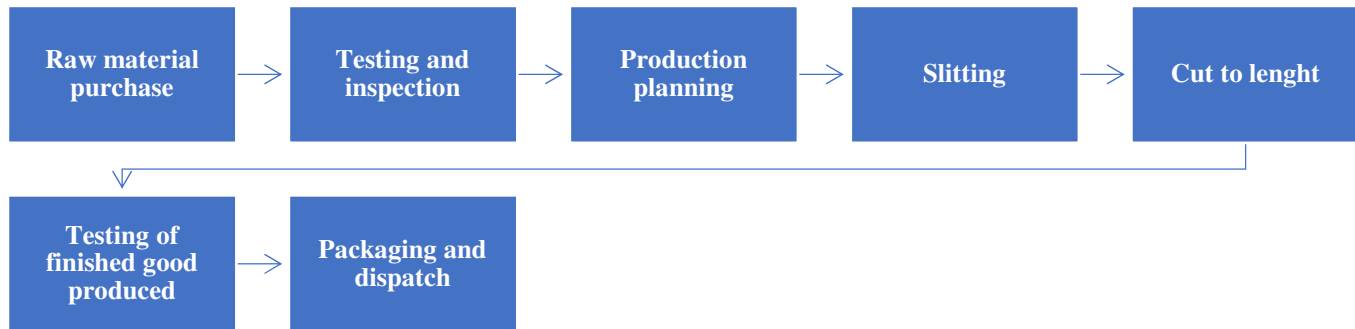 Raw material
purchase
Testing and
inspection
Production
planning
Slitting
Cut to lenght
Testing of
finished good
produced
Packaging and
dispatch